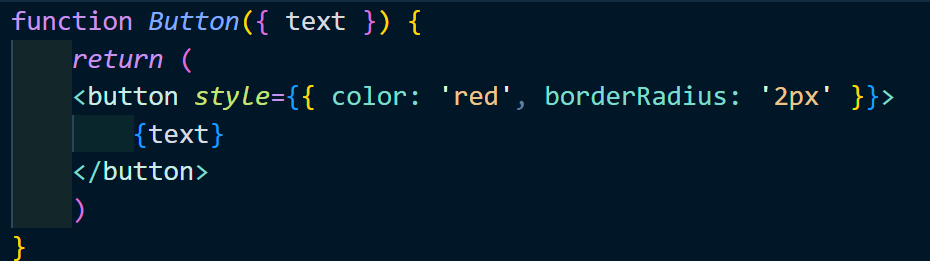 function Button({ text }) {
    return (
    <button style={{ color: 'red', borderRadius: '2px' }}>
        {text}
    </button>
    )
}